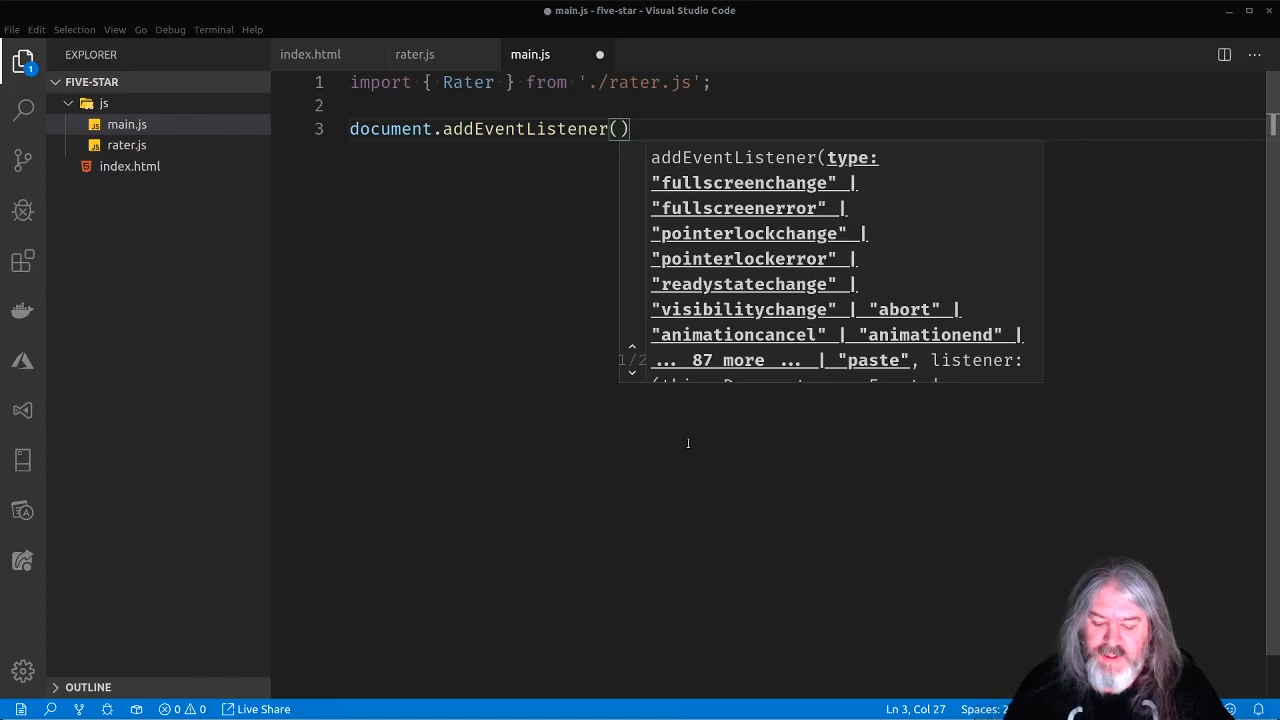 ● main.js - five-star - Visual Studio Code
File Edit Selection View Go Debug Terminal Help
EXPLORER
index.html rater.js main.js
FIVE-STAR
js
main.js
rater.js
index.html
1 import { Rater } from './rater.js';
2
3 document.addEventListener()
addEventListener(type:
"fullscreenchange" |
"fullscreenerror" |
"pointerlockchange" |
"pointerlockerror" |
"readystatechange" |
"visibilitychange" | "abort" |
"animationcancel" | "animationend" |
1/2 ... 87 more ... | "paste", listener:
1
OUTLINE
0 0 Live Share
Ln 3, Col 27 Spaces: